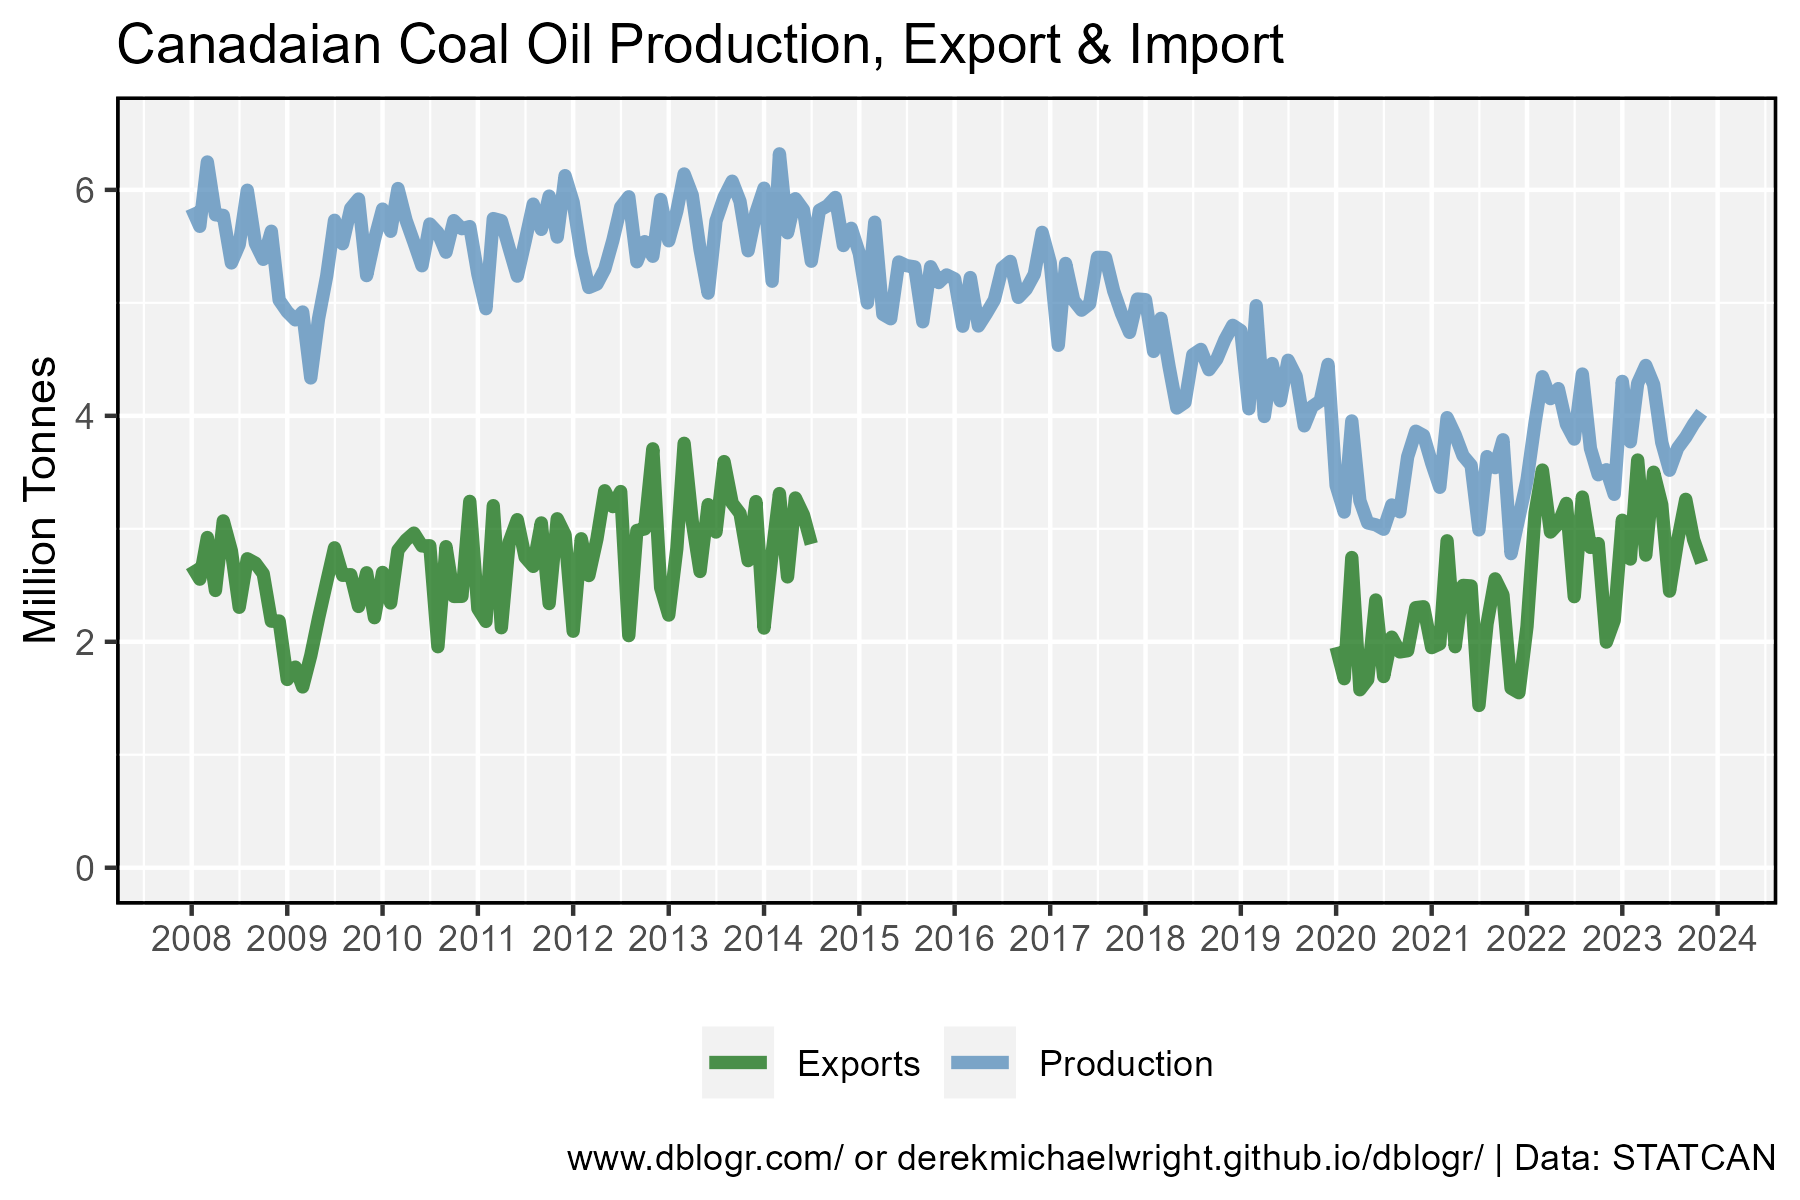 Canadaian Coal Oil Production, Export & Import
Million Tonnes
6
4
2
0
2008 2009 2010 2011 2012 2013 2014 2015 2016 2017 2018 2019 2020 2021 2022 2023 2024
Exports Production
www.dblogr.com/ or derekmichaelwright.github.io/dblogr/ | Data: STATCAN